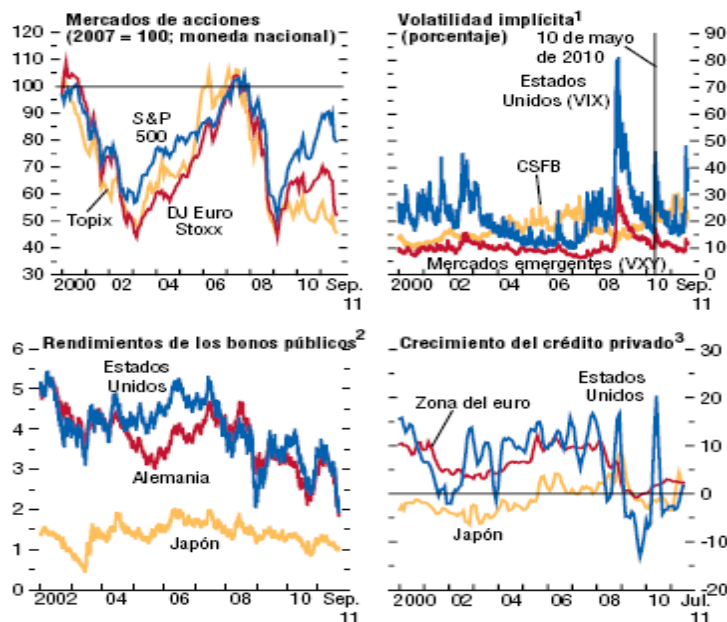 Mercados de acciones
(2007 = 100; moneda nacional)
120
110
100
90
80
70
60
50
40
30
S&P
500
Topix
DJ Euro
Stoxx
2000 02 04 06 08 10 Sep.
11
Volatilidad implícita1
(porcentaje)
10 de mayo
de 2010
Estados
Unidos (VIX)
CSFB
Mercados emergentes (VXY)
90
80
70
60
50
40
30
20
10
0
2000 02 04 06 08 10 Sep.
11
Rendimientos de los bonos públicos2
6
5
4
3
2
1
0
Estados
Unidos
Alemania
Japón
2002 04 06 08 10 Sep.
11
Crecimiento del crédito privado3
Estados
Unidos
Zona del euro
Japón
30
20
10
0
-10
-20
2000 02 04 06 08 10 Jul.
11